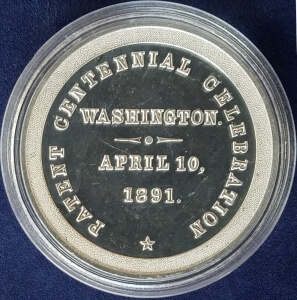 PATENT CENTENNIAL CELEBRATION
WASHINGTON.
APRIL 10,
1891.